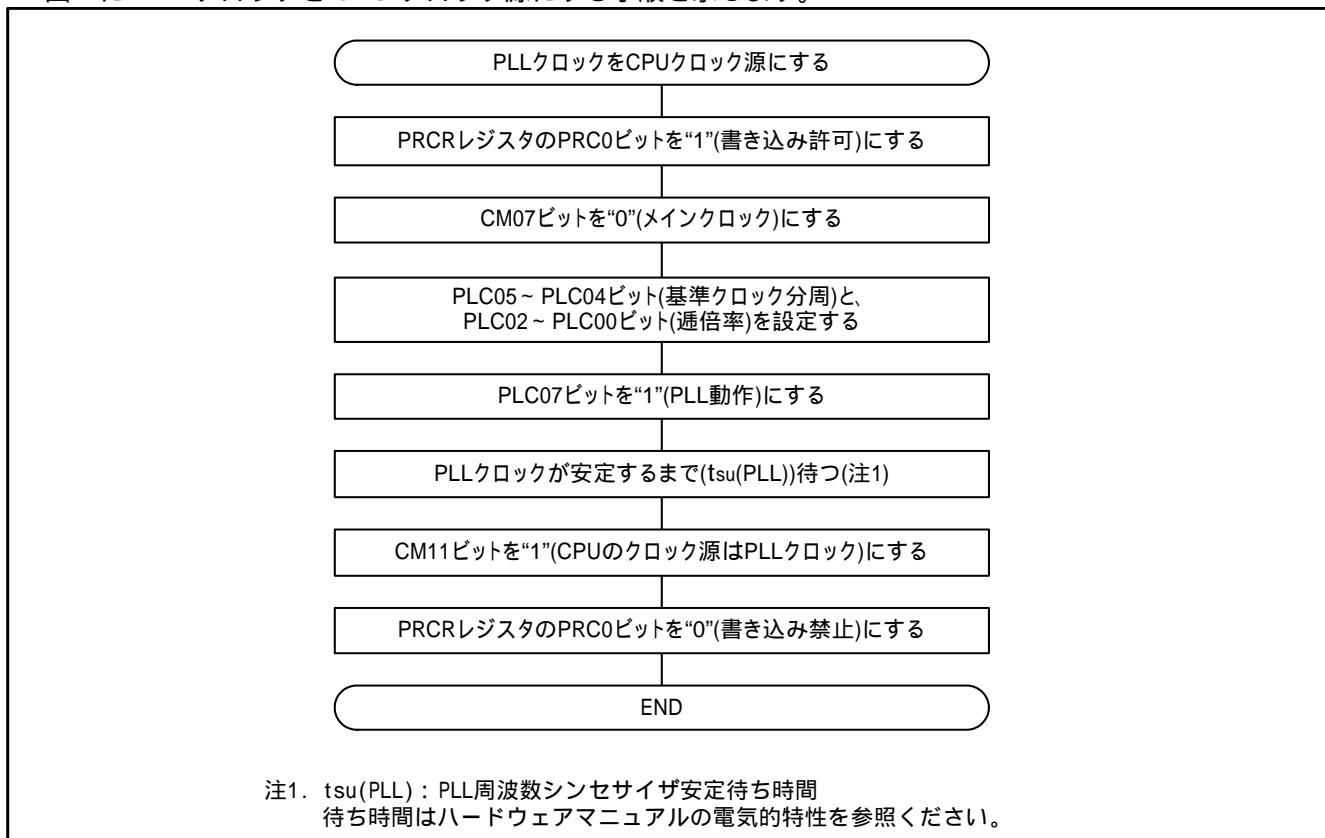 PLLクロックをCPUクロック源にする
PRCRレジスタのPRC0ビットを“1”(書き込み許可)にする
CM07ビットを“0”(メインクロック)にする
PLC05~PLC04ビット(基準クロック分周)と、
PLC02~PLC00ビット(逓倍率)を設定する
PLC07ビットを“1”(PLL動作)にする
PLLクロックが安定するまで(tsu(PLL))待つ(注1)
CM11ビットを“1”(CPUのクロック源はPLLクロック)にする
PRCRレジスタのPRC0ビットを“0”(書き込み禁止)にする
END
注1. tsu(PLL):PLL周波数シンセサイザ安定待ち時間
待ち時間はハードウェアマニュアルの電気的特性を参照ください。